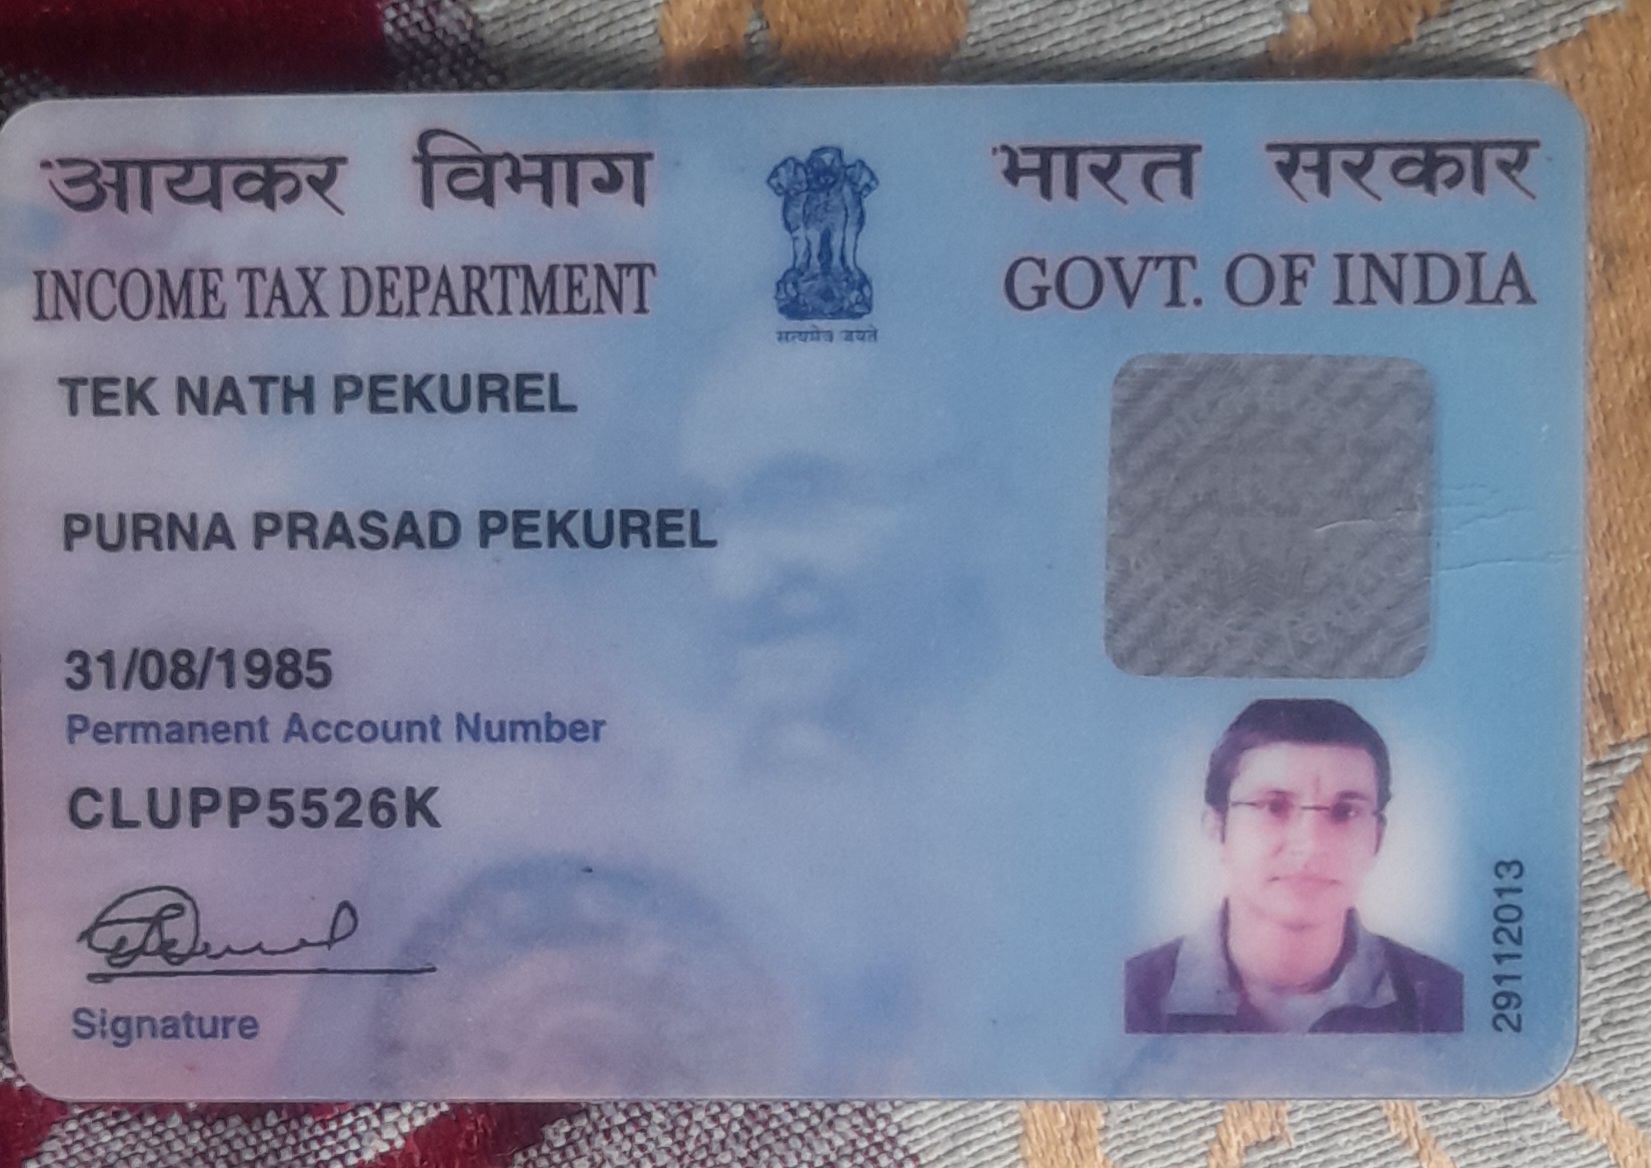 आयकर विभाग
भारत सरकार
INCOME TAX DEPARTMENT
GOVT. OF INDIA
सत्यमेव जयते
TEK NATH PEKUREL
PURNA PRASAD PEKUREL
31/08/1985
Permanent Account Number
CLUPP5526K
Signature
29112013